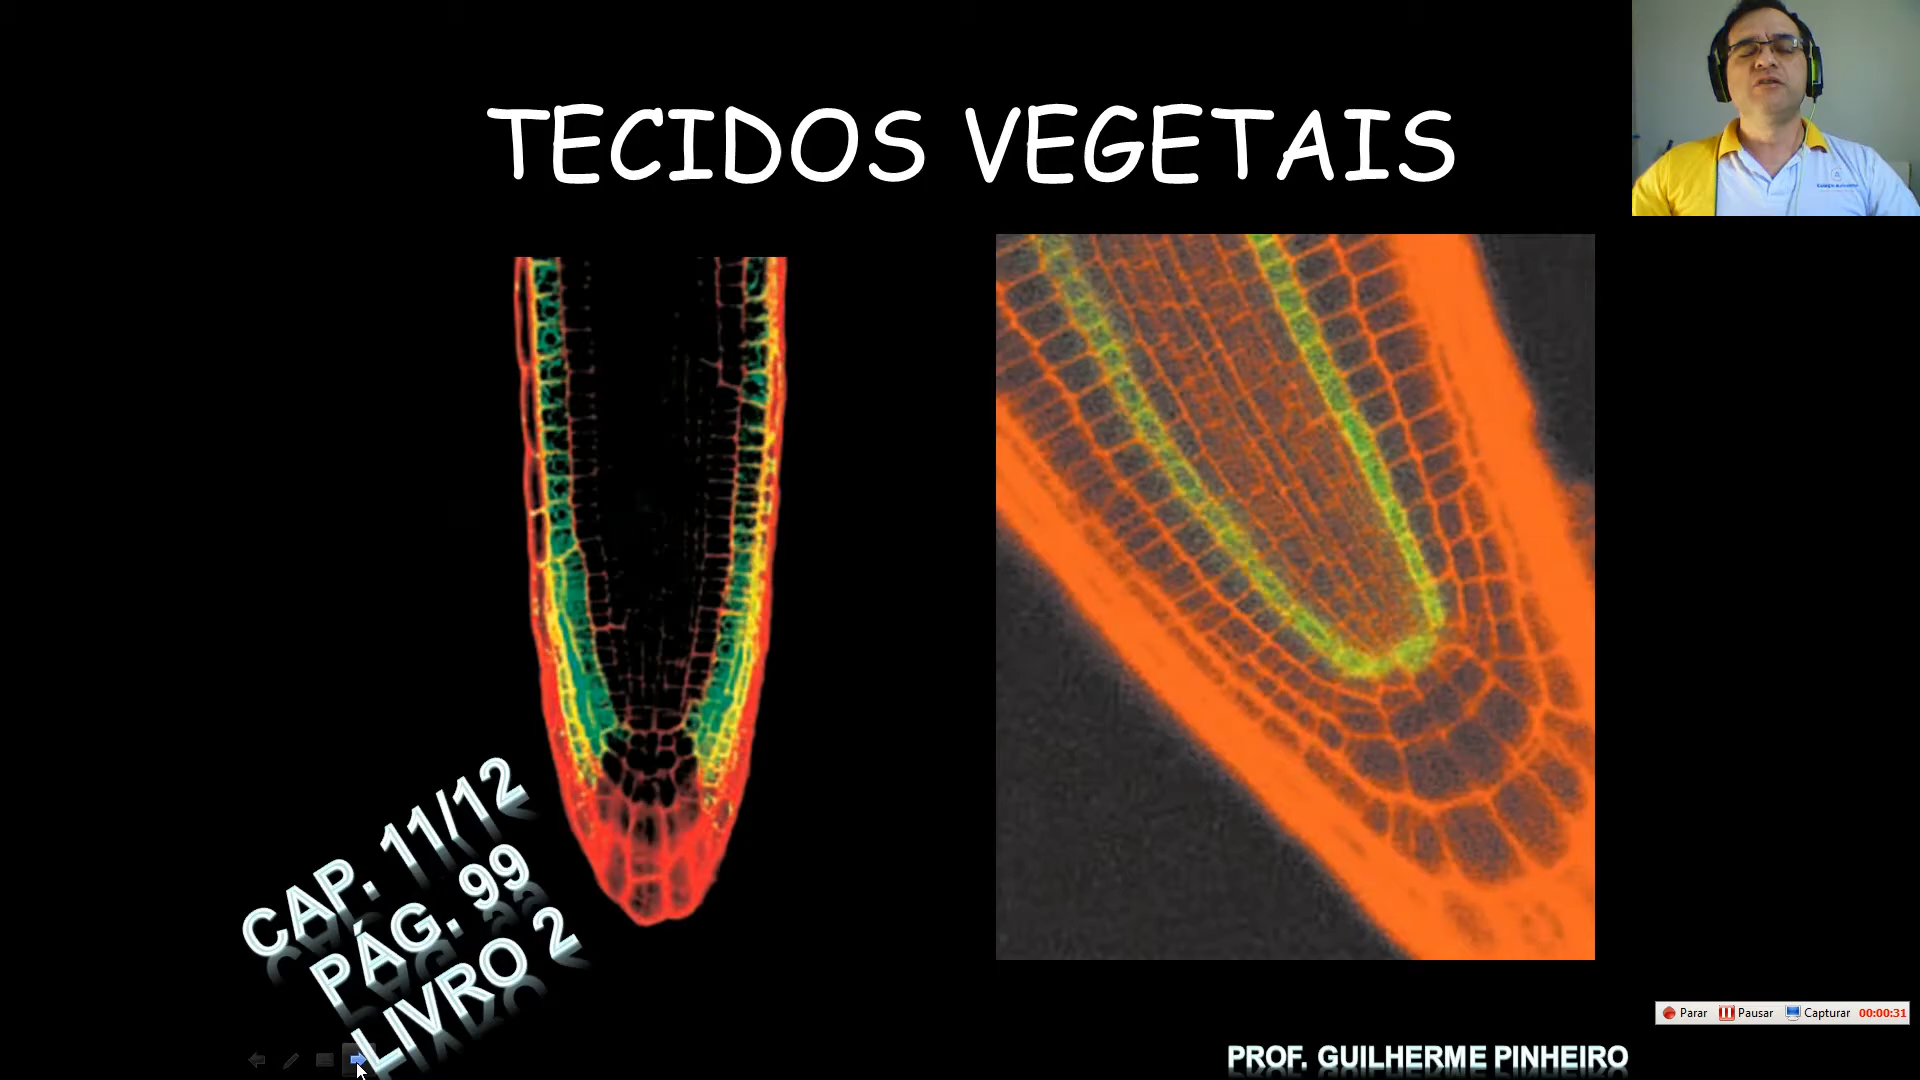 TECIDOS VEGETAIS
CAP. 11/12
PÁG. 99
LIVRO 2
Parar Pausar Capturar 00:00:31
PROF. GUILHERME PINHEIRO